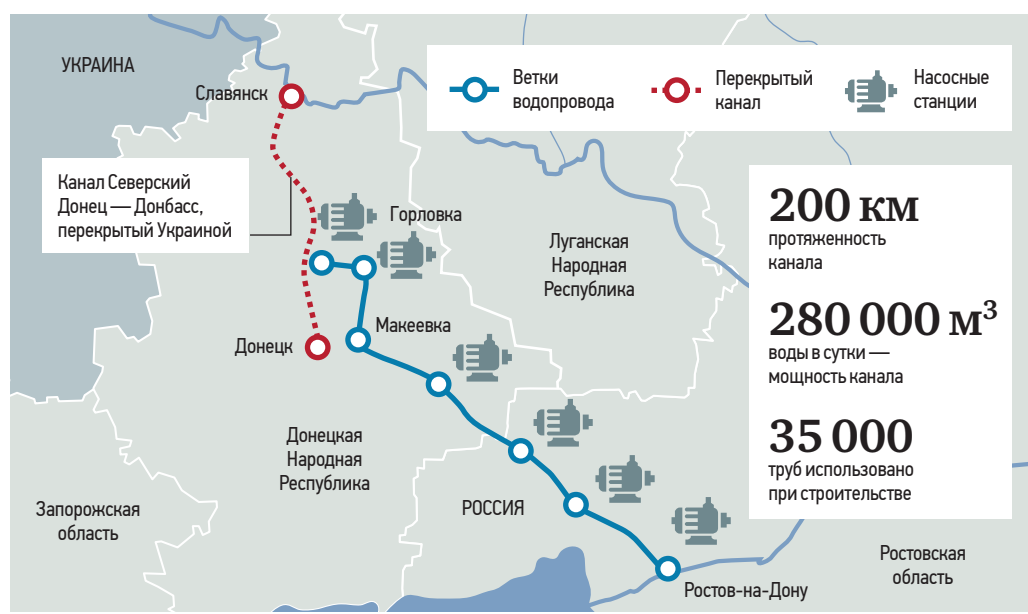 УКРАИНА
Славянск
Ветки
водопровода
Перекрытый
канал
Насосные
станции
Канал Северский
Донец — Донбасс,
перекрытый Украиной
Горловка
Луганская
Народная
Республика
200 км
протяженность
канала
280 000 м³
воды в сутки —
мощность канала
35 000
труб использовано
при строительстве
Макеевка
Донецк
Донецкая
Народная
Республика
Запорожская
область
РОССИЯ
Ростов-на-Дону
Ростовская
область